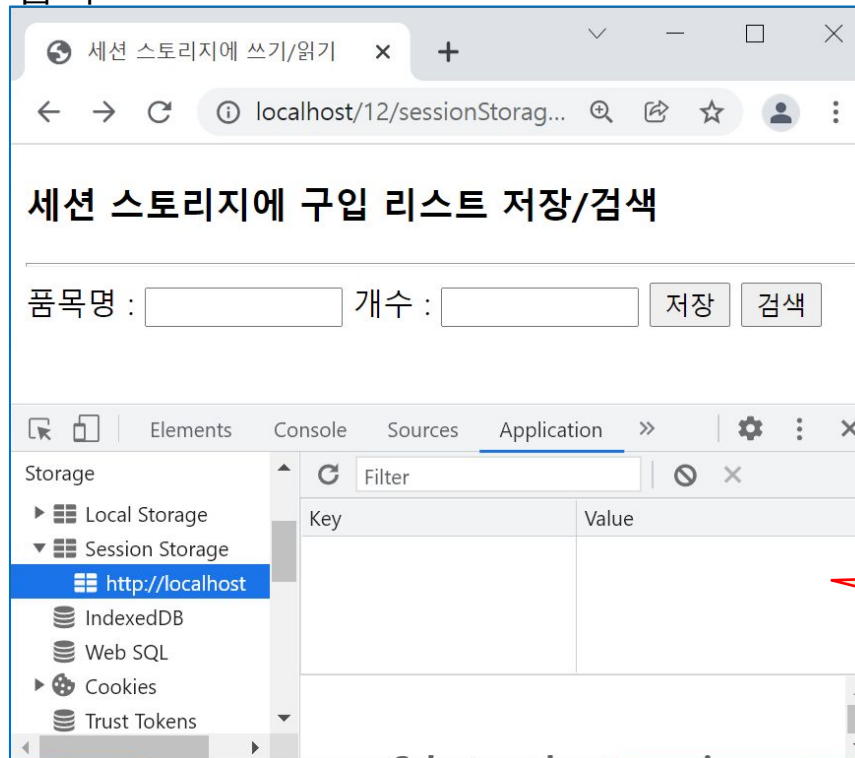 세션 스토리지에 쓰기/읽기
localhost/12/sessionStorag...
세션 스토리지에 구입 리스트 저장/검색
품목명 : 개수 : 저장 검색
Elements Console Sources Application
Storage
Filter
Local Storage
Key Value
Session Storage
http://localhost
IndexedDB
Web SQL
Cookies
Trust Tokens